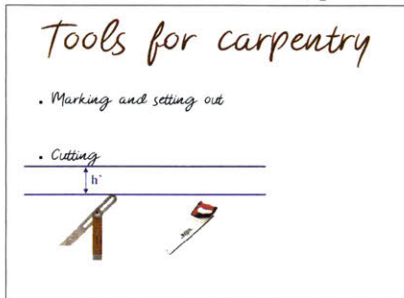 Tools for carpentry
. Marking and setting out
. Cutting
h`